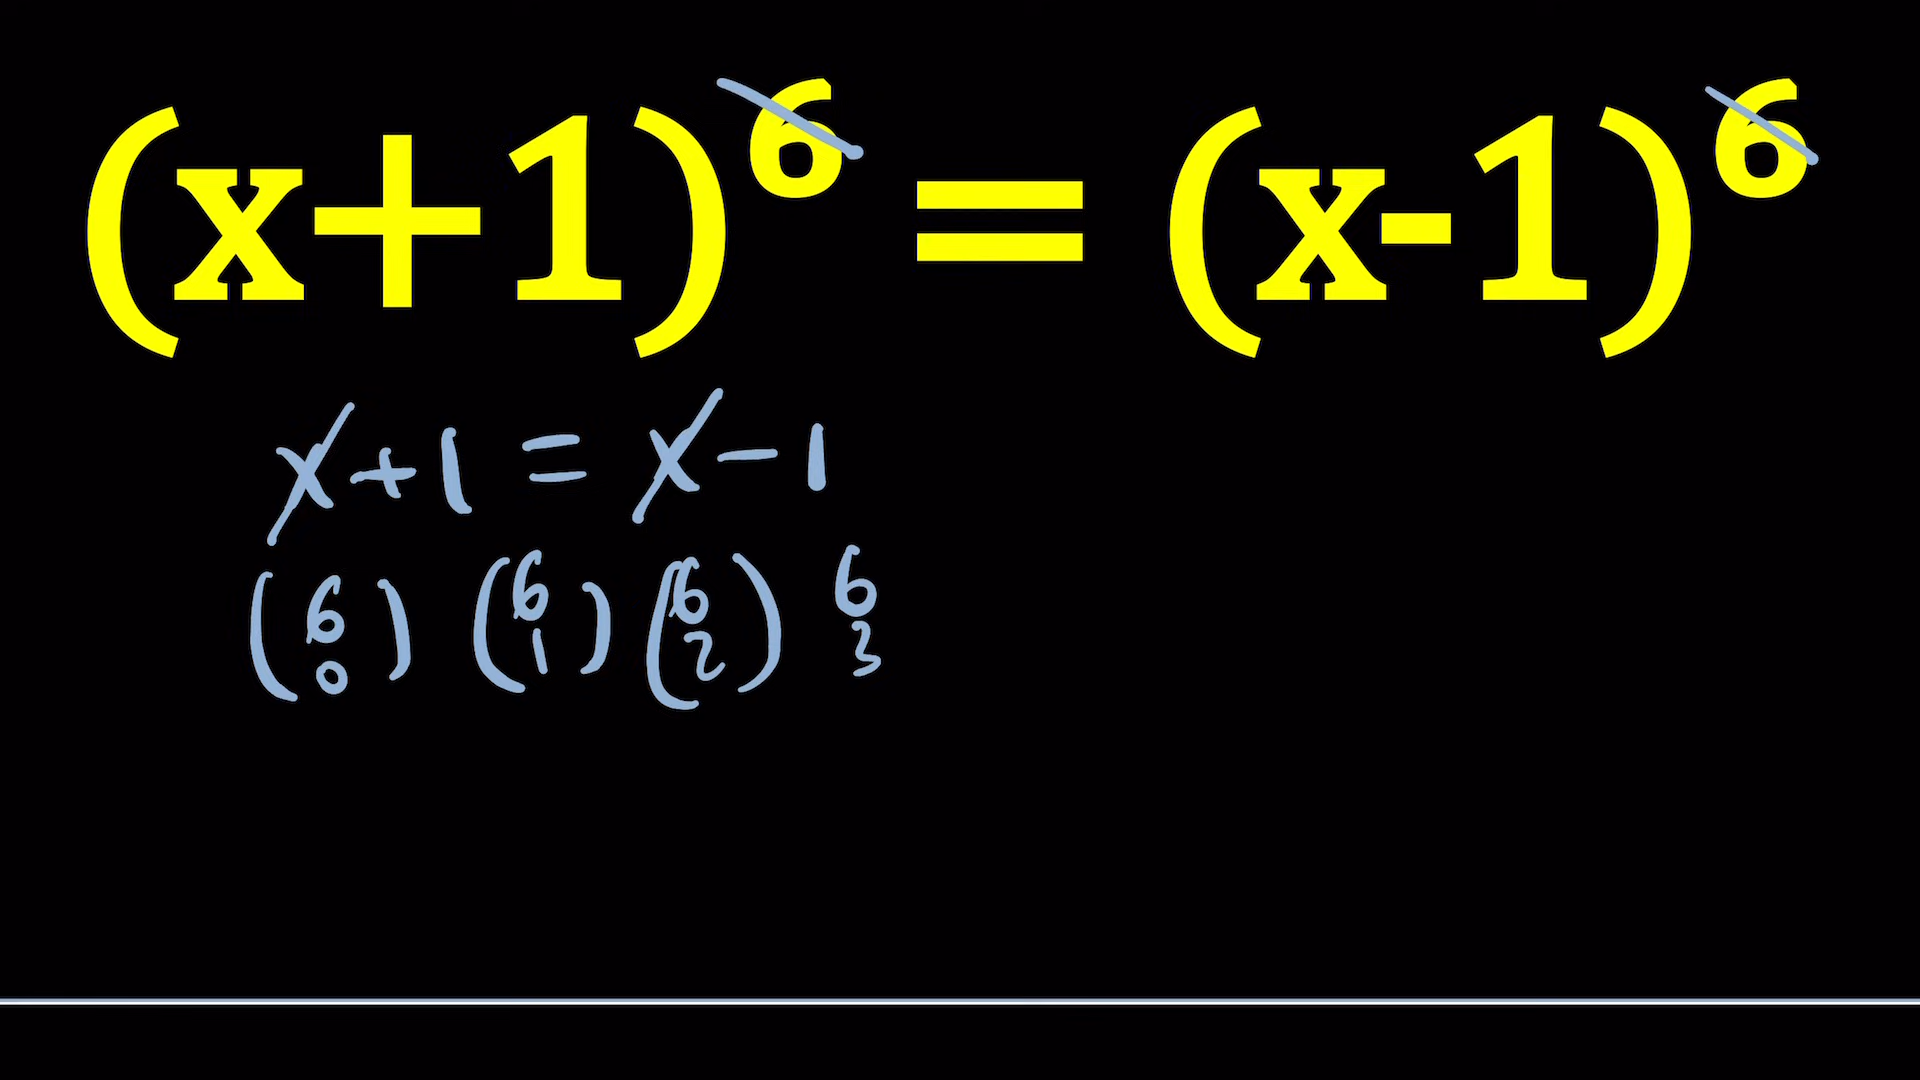 (x+1)⁶ = (x-1)⁶
x + 1 = x - 1
(6 0) (6 1) (6 2) 6 3